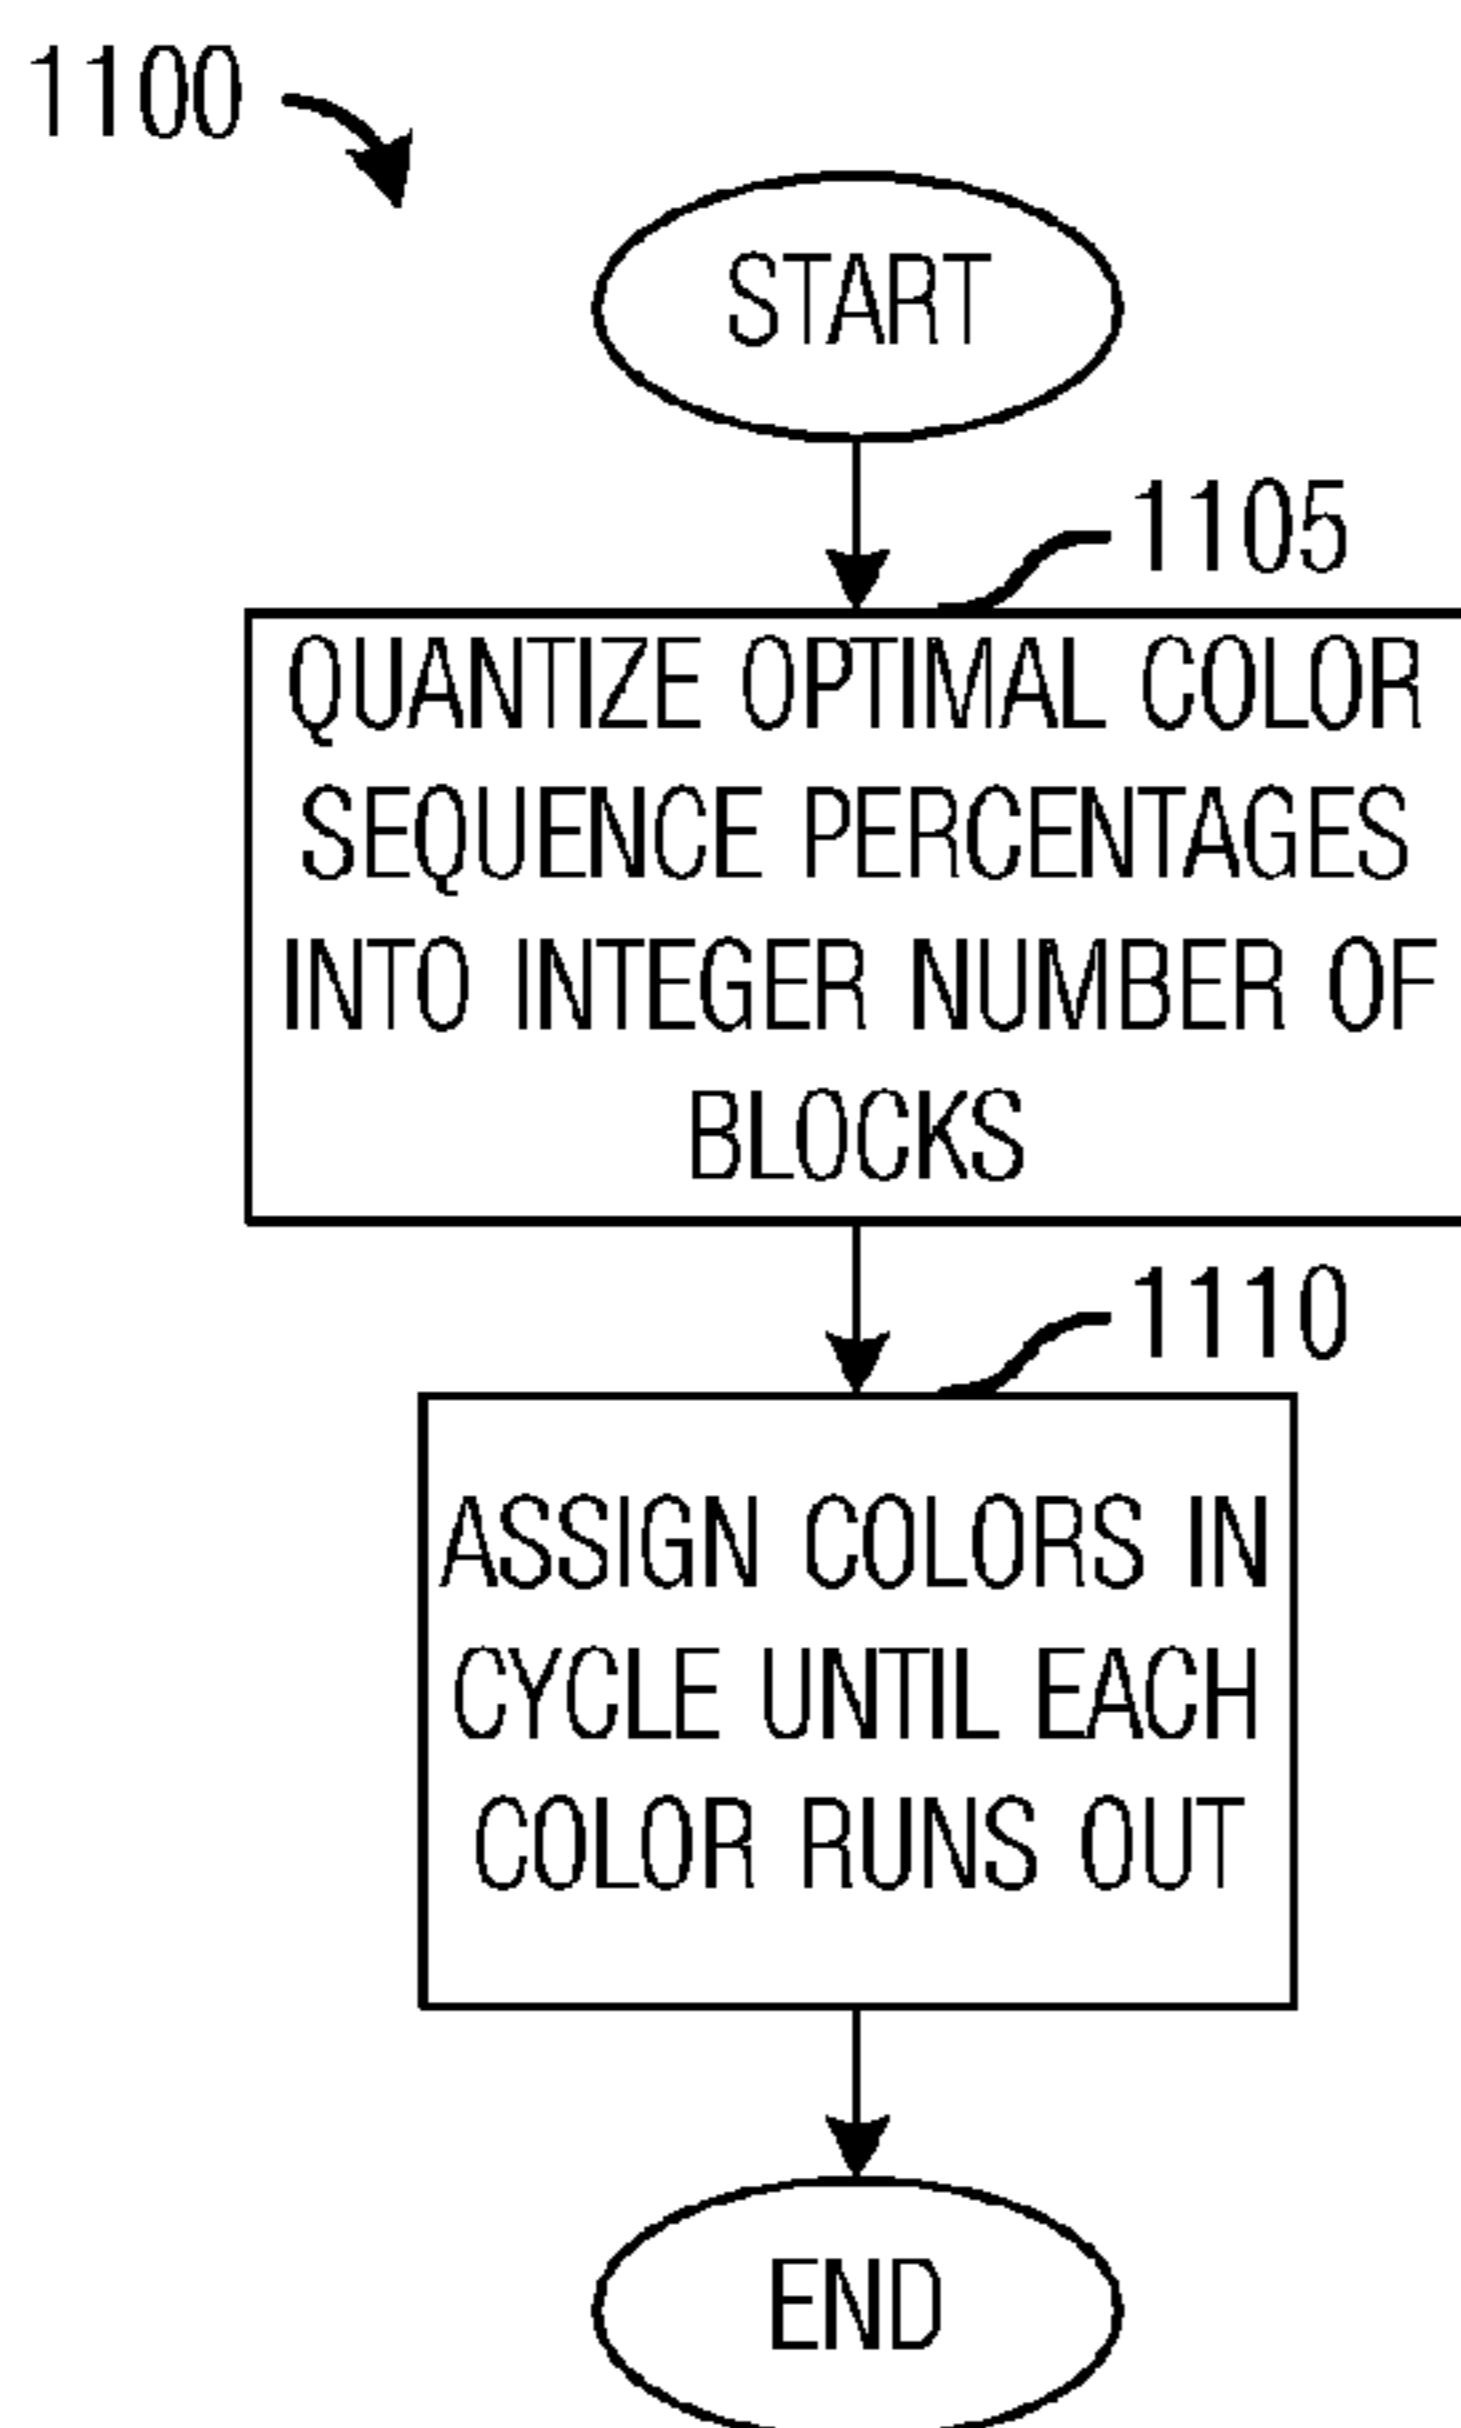 1100
START
1105
QUANTIZE OPTIMAL COLOR
SEQUENCE PERCENTAGES
INTO INTEGER NUMBER OF
BLOCKS
1110
ASSIGN COLORS IN
CYCLE UNTIL EACH
COLOR RUNS OUT
END